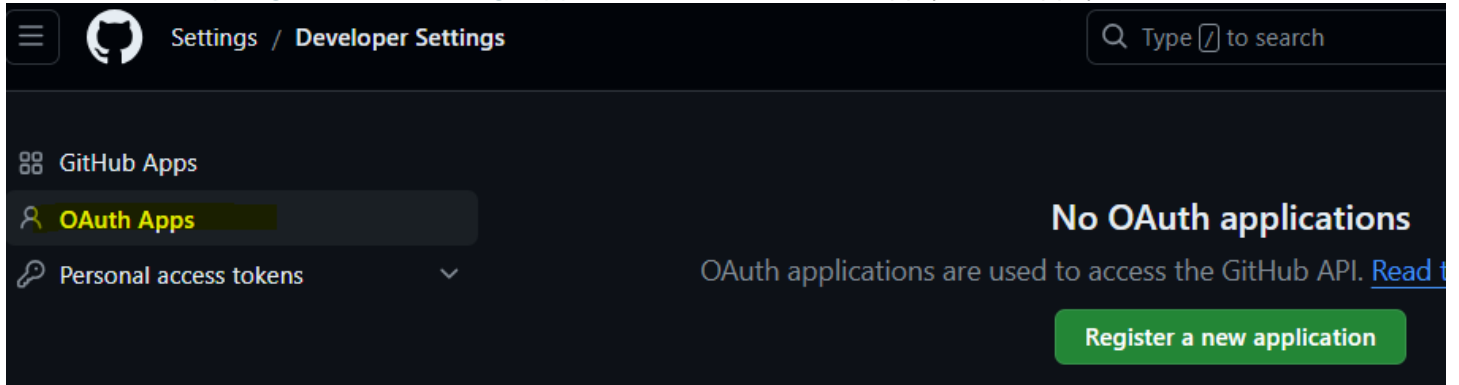 Settings / Developer Settings
Type / to search
GitHub Apps
OAuth Apps
Personal access tokens
No OAuth applications
OAuth applications are used to access the GitHub API. Read
Register a new application